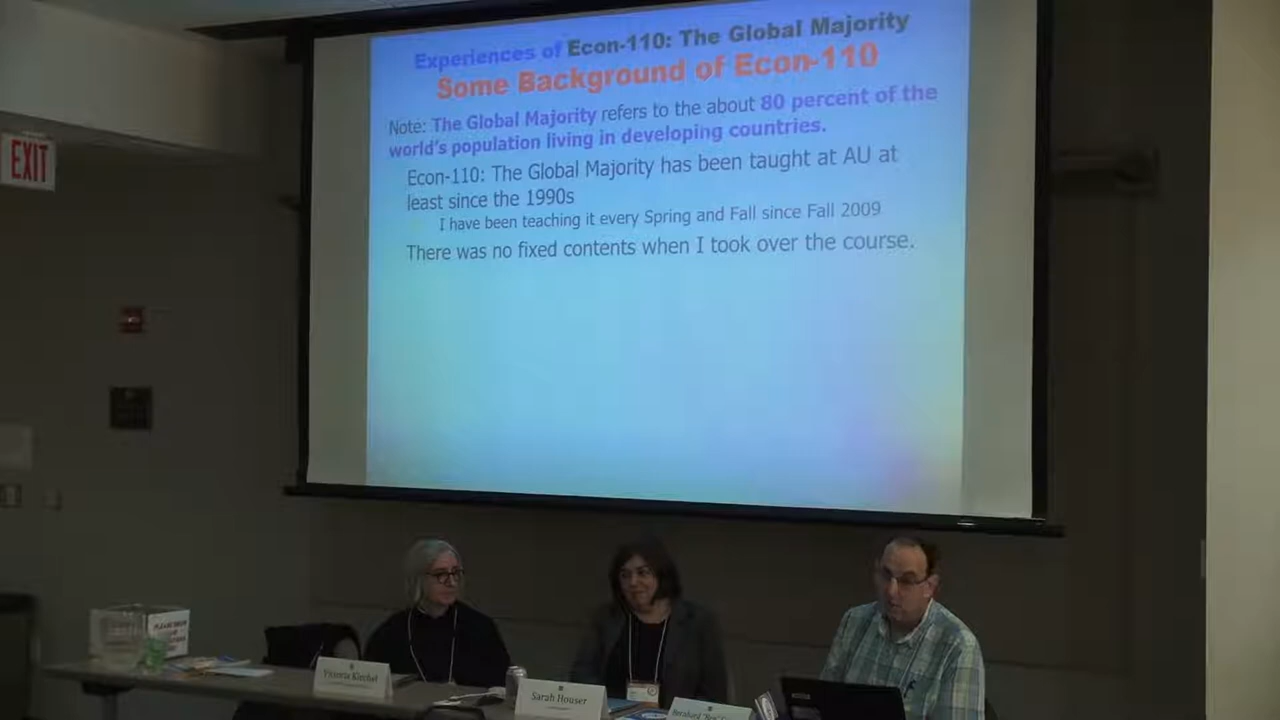 Experiences of Econ-110: The Global Majority
Some Background of Econ-110
Note: The Global Majority refers to the about 80 percent of the
world's population living in developing countries.
Econ-110: The Global Majority has been taught at AU at
least since the 1990s
I have been teaching it every Spring and Fall since Fall 2009
There was no fixed contents when I took over the course.
EXIT
Victoria Kiechel
Sarah Houser
Bernhard